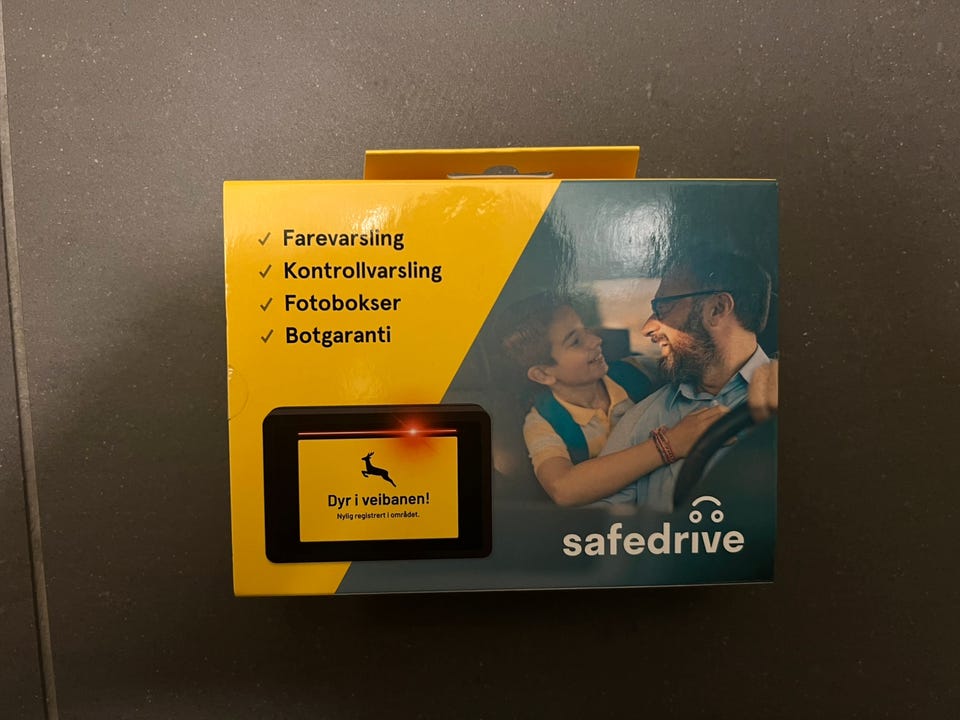 Farevarsling
Kontrollvarsling
Fotobokser
Botgaranti
Dyr i veibanen!
Nylig registrert i området.
safedrive